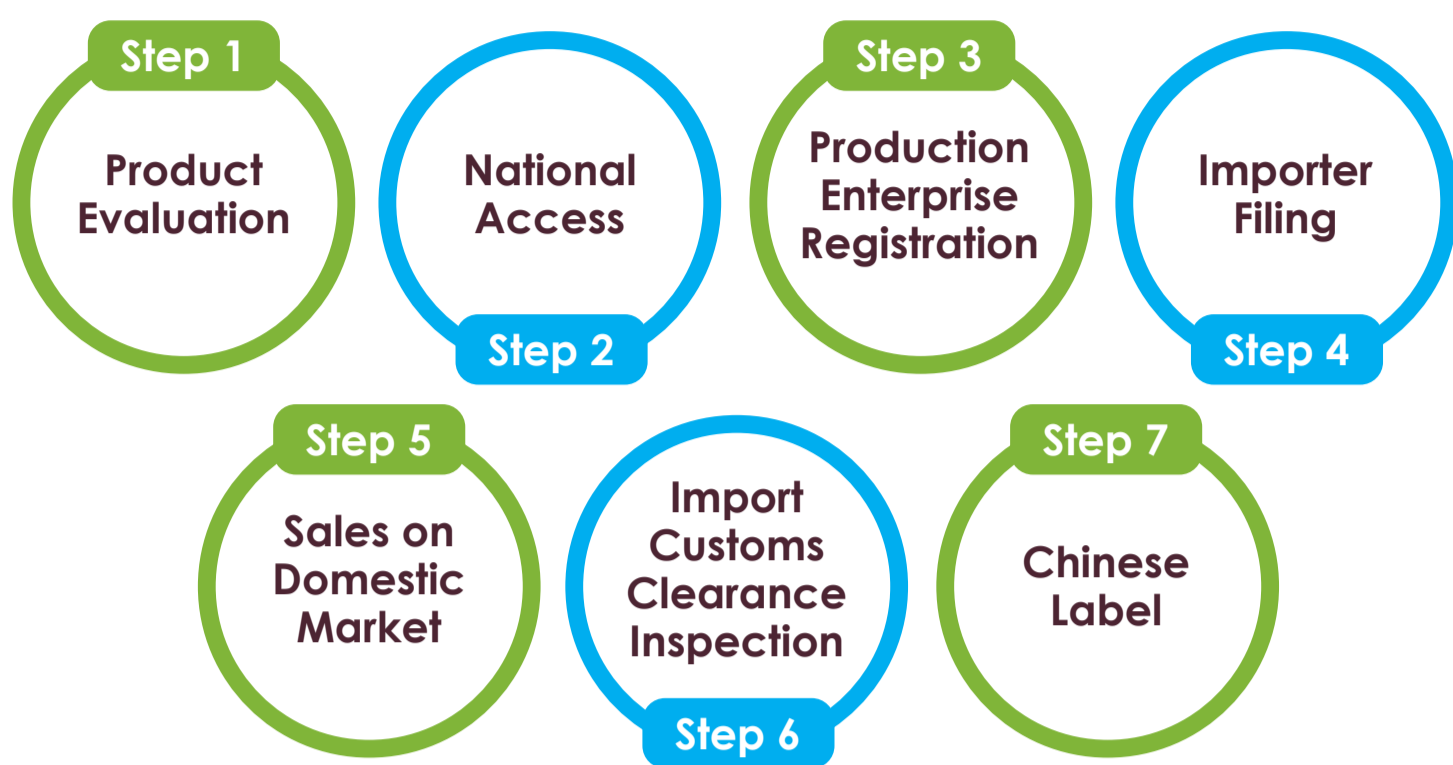 Step 1
Product
Evaluation
National
Access
Step 2
Step 3
Production
Enterprise
Registration
Importer
Filing
Step 4
Step 5
Sales on
Domestic
Market
Import
Customs
Clearance
Inspection
Step 6
Step 7
Chinese
Label